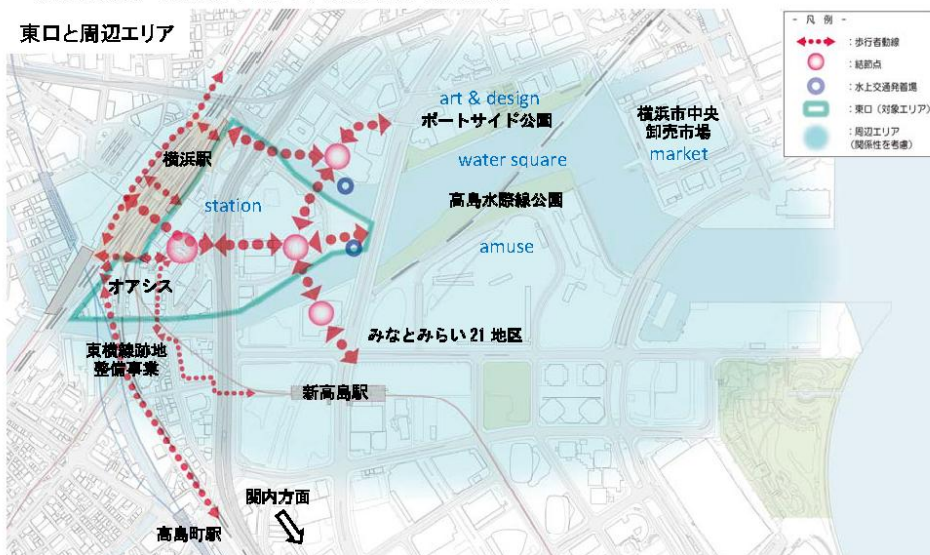 東口と周辺エリア
- 凡 例 -
：歩行者動線
：結節点
：水上交通発着場
：東口（対象エリア）
：周辺エリア
（関係性を考慮）
art & design
ポートサイド公園
横浜市中央
卸売市場
market
横浜駅
water square
station
高島水際線公園
amuse
オアシス
みなとみらい21地区
東横線跡地
整備事業
新高島駅
関内方面
高島町駅